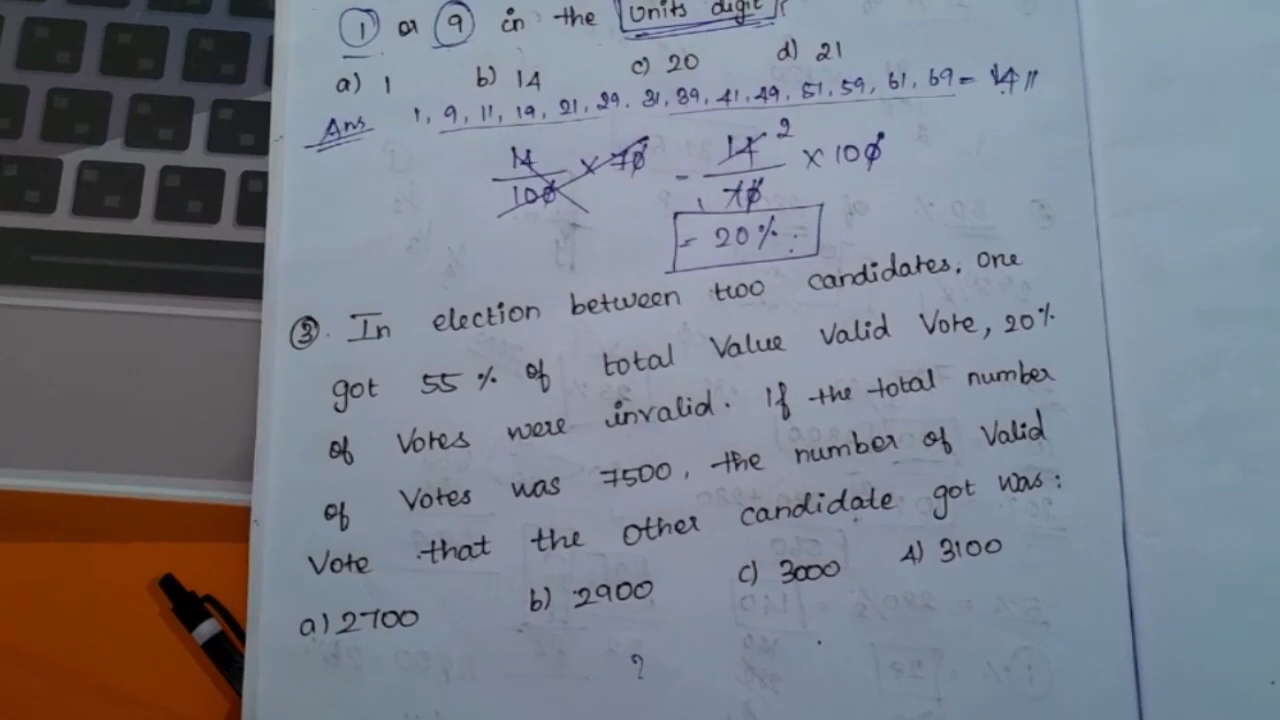 ① or ⑨ in the Units digit?
a) 1 b) 14 c) 20 d) 21
Ans 1, 9, 11, 19, 21, 29, 31, 39, 41, 49, 51, 59, 61, 69 = 14 //
14/100 × 70 = 14/70 2 × 100
= 20%.
③. In election between two candidates, One
got 55% of total Value Valid Vote, 20%
of Votes were invalid. If the total number
of Votes was 7500, the number of Valid
Vote that the other candidate got was:
a) 2700 b) 2900 c) 3000 4) 3100
?